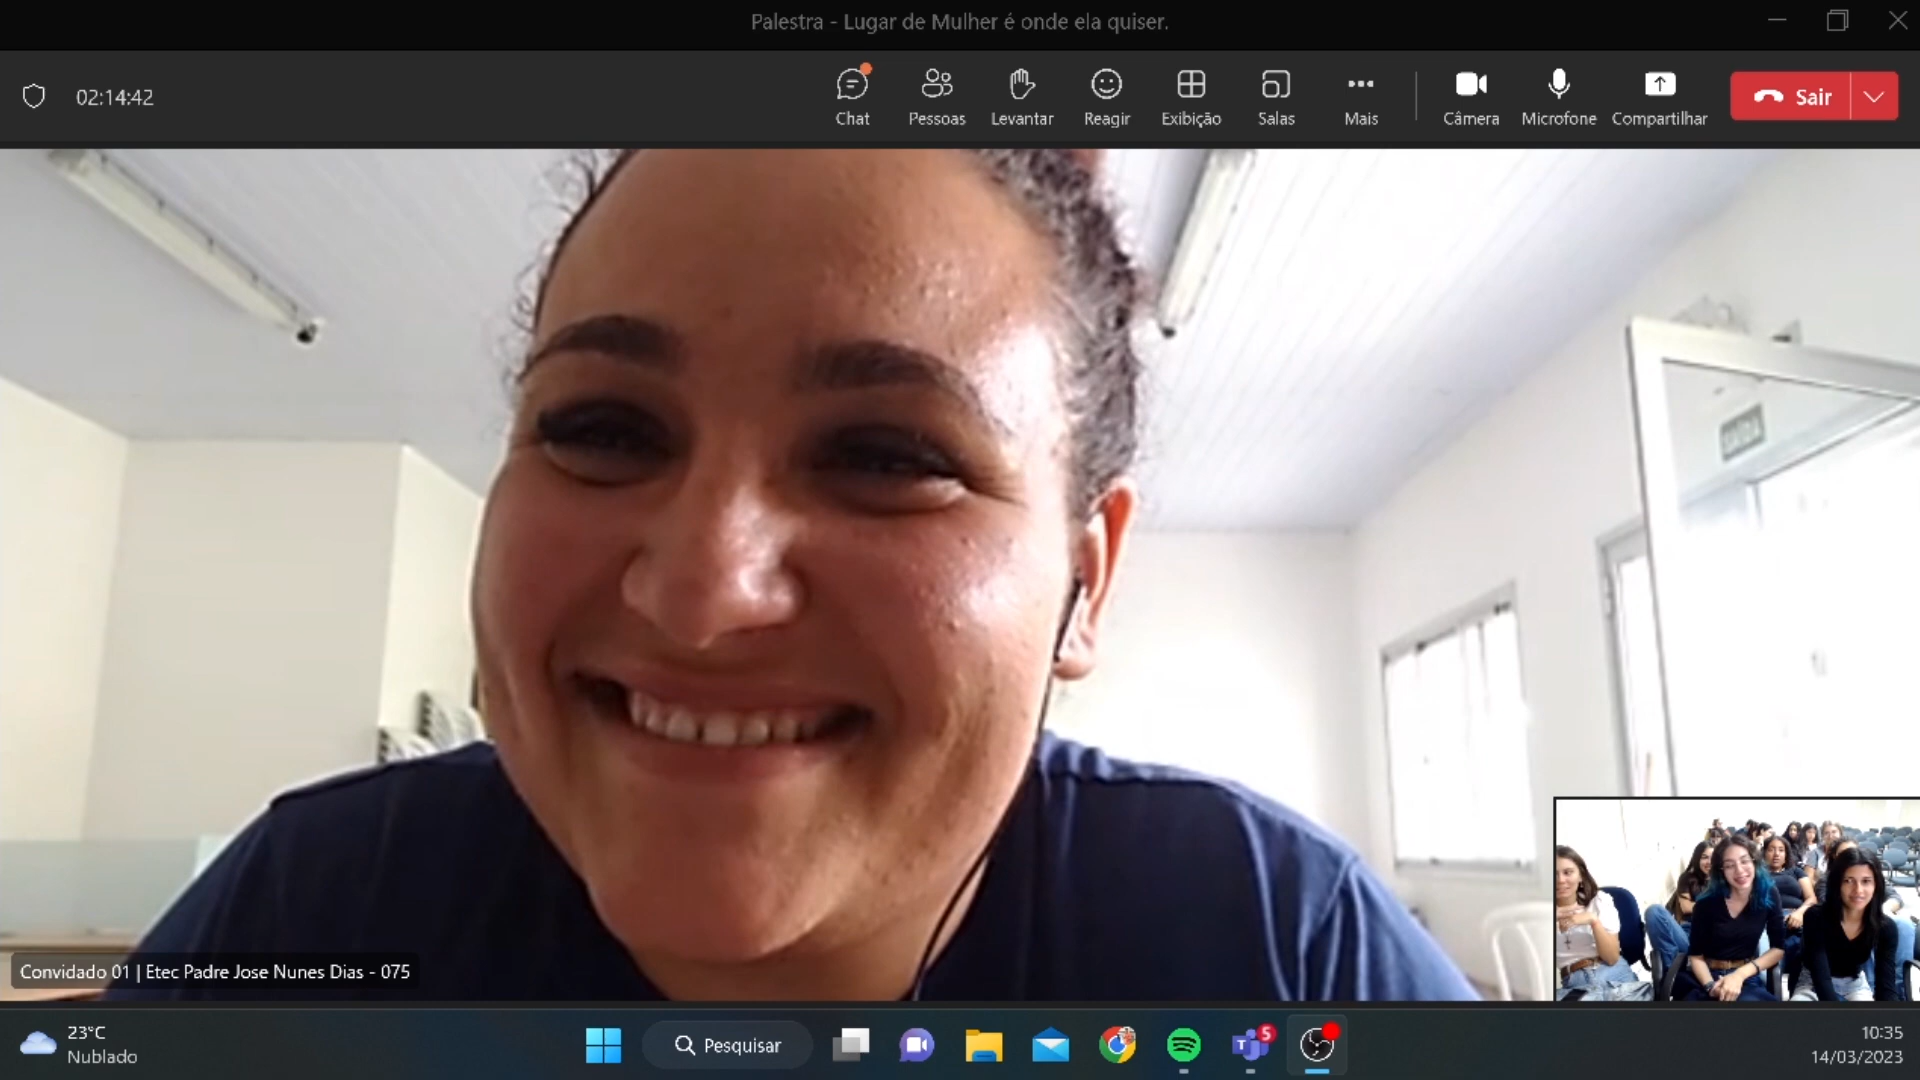 Palestra - Lugar de Mulher é onde ela quiser.
02:14:42
Chat
Pessoas
Levantar
Reagir
Exibição
Salas
Mais
Câmera
Microfone
Compartilhar
Sair
Convidado 01 | Etec Padre Jose Nunes Dias - 075
23°C
Nublado
Pesquisar
5
10:35
14/03/2023